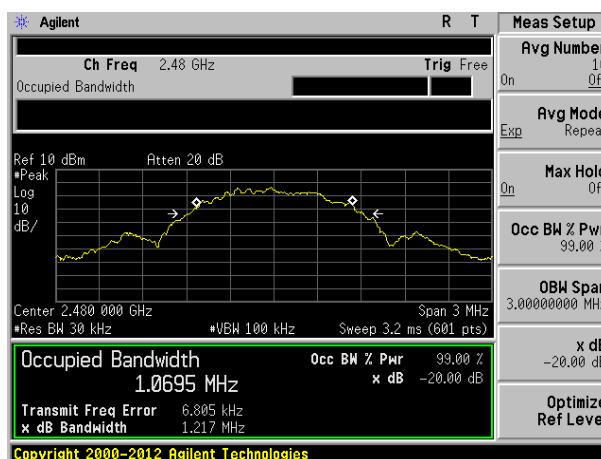 Agilent R T
Ch Freq 2.48 GHz Trig Free
Occupied Bandwidth
Ref 10 dBm Atten 20 dB
#Peak
Log
10
dB/
Center 2.480 000 GHz Span 3 MHz
#Res BW 30 kHz #VBW 100 kHz Sweep 3.2 ms (601 pts)
Occupied Bandwidth Occ BW % Pwr 99.00 %
1.0695 MHz x dB -20.00 dB
Transmit Freq Error 6.805 kHz
x dB Bandwidth 1.217 MHz
Copyright 2000-2012 Agilent Technologies
Meas Setup
Avg Number
On
Avg Mode
Exp Repea
Max Hold
On Of
Occ BW % Pwr
99.00
OBW Span
3.00000000 MH
x dB
-20.00 dB
Optimize
Ref Level